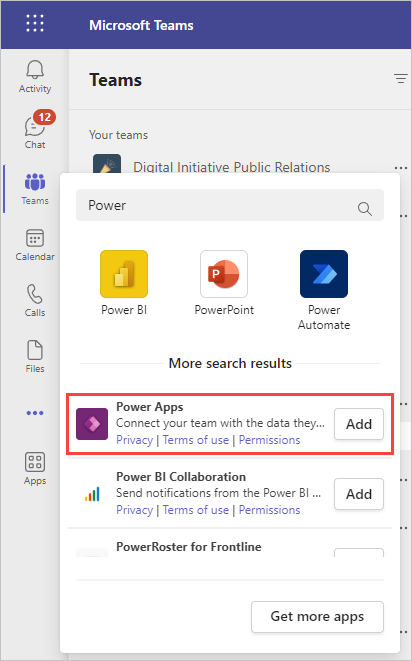 Microsoft Teams
Activity
12
Chat
Teams
Calendar
Calls
Files
Apps
Teams
Your teams
Digital Initiative Public Relations
Power
Power BI
P
PowerPoint
Power
Automate
More search results
Power Apps
Connect your team with the data they...
Privacy | Terms of use | Permissions
Add
Power BI Collaboration
Send notifications from the Power BI ...
Privacy | Terms of use | Permissions
Add
PowerRoster for Frontline
Get more apps